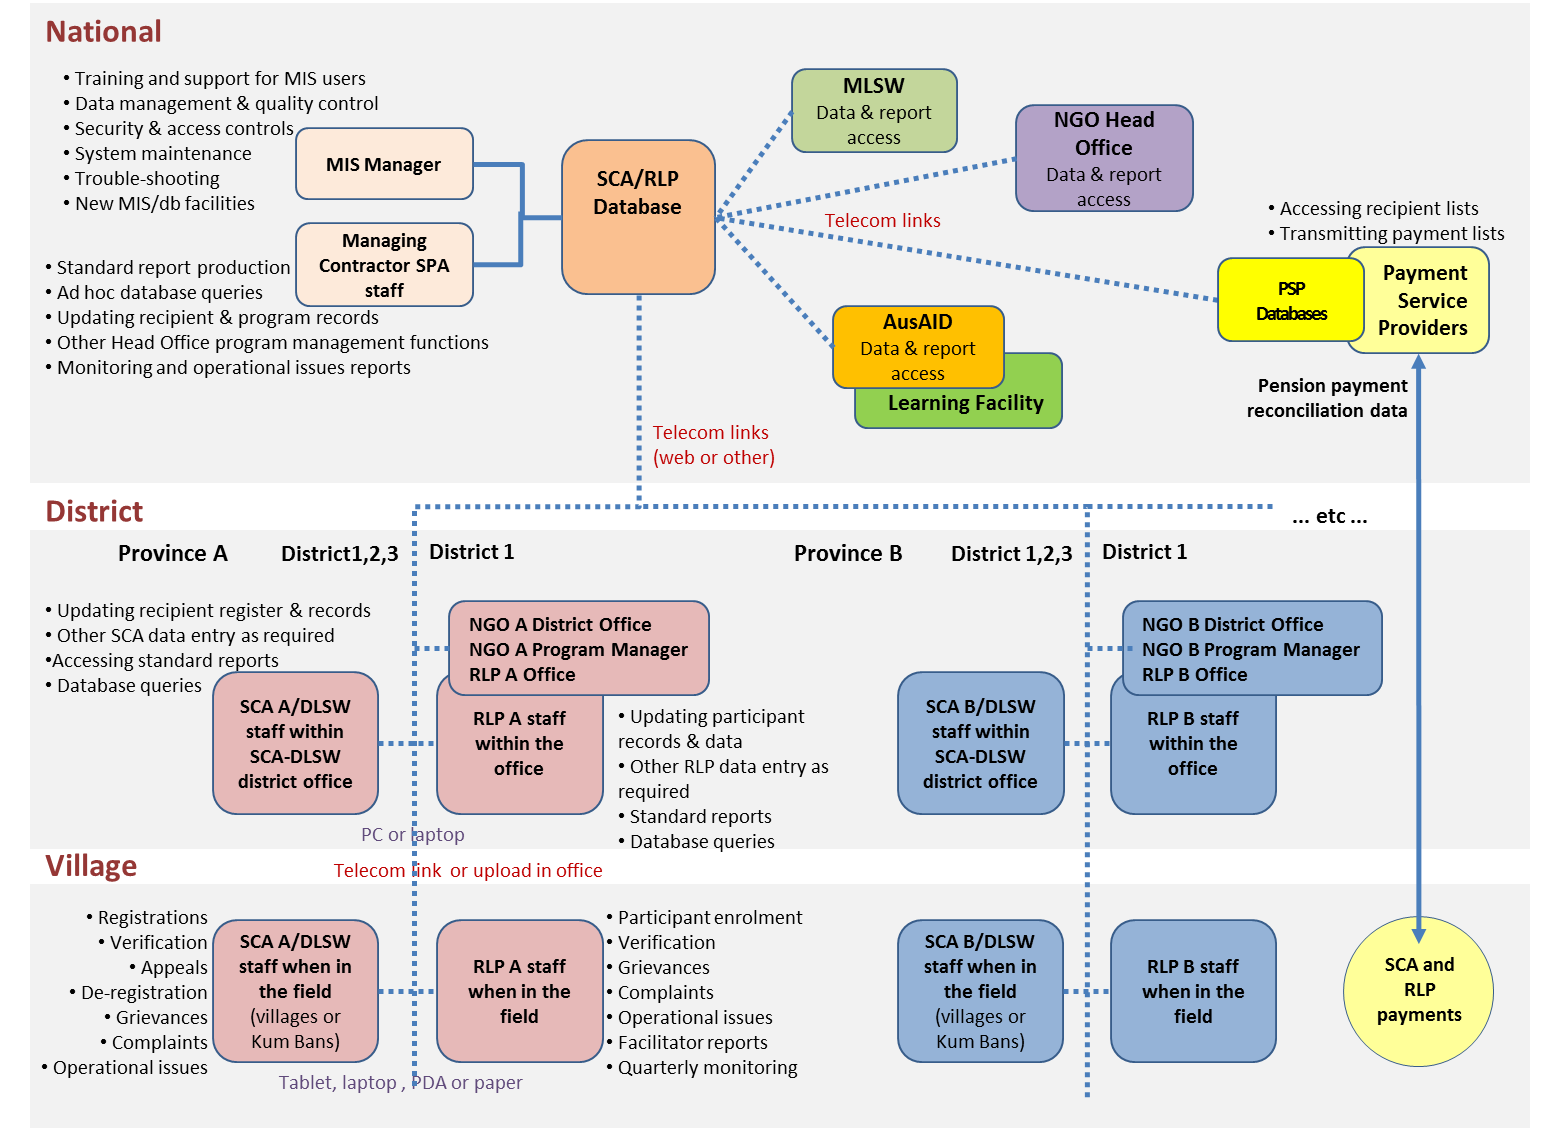 National
• Training and support for MIS users
• Data management & quality control
• Security & access controls
• System maintenance
• Trouble-shooting
• New MIS/db facilities
MIS Manager
Managing
Contractor SPA
staff
• Standard report production
• Ad hoc database queries
• Updating recipient & program records
• Other Head Office program management functions
• Monitoring and operational issues reports
SCA/RLP
Database
MLSW
Data & report
access
NGO Head
Office
Data & report
access
Telecom links
• Accessing recipient lists
• Transmitting payment lists
PSP
Databases
Payment
Service
Providers
AusAID
Data & report
access
Learning Facility
Pension payment
reconciliation data
Telecom links
(web or other)
District
... etc ...
Province A
District1,2,3
District 1
Province B
District 1,2,3
District 1
• Updating recipient register & records
• Other SCA data entry as required
•Accessing standard reports
• Database queries
NGO A District Office
NGO A Program Manager
RLP A Office
SCA A/DLSW
staff within
SCA-DLSW
district office
RLP A staff
within the
office
• Updating participant
records & data
• Other RLP data entry as
required
• Standard reports
• Database queries
NGO B District Office
NGO B Program Manager
RLP B Office
SCA B/DLSW
staff within
SCA-DLSW
district office
RLP B staff
within the
office
PC or laptop
Village
Telecom link or upload in office
• Registrations
• Verification
• Appeals
• De-registration
• Grievances
• Complaints
• Operational issues
SCA A/DLSW
staff when in
the field
(villages or
Kum Bans)
RLP A staff
when in the
field
• Participant enrolment
• Verification
• Grievances
• Complaints
• Operational issues
• Facilitator reports
• Quarterly monitoring
SCA B/DLSW
staff when in
the field
(villages or
Kum Bans)
RLP B staff
when in the
field
SCA and
RLP
payments
Tablet, laptop , PDA or paper